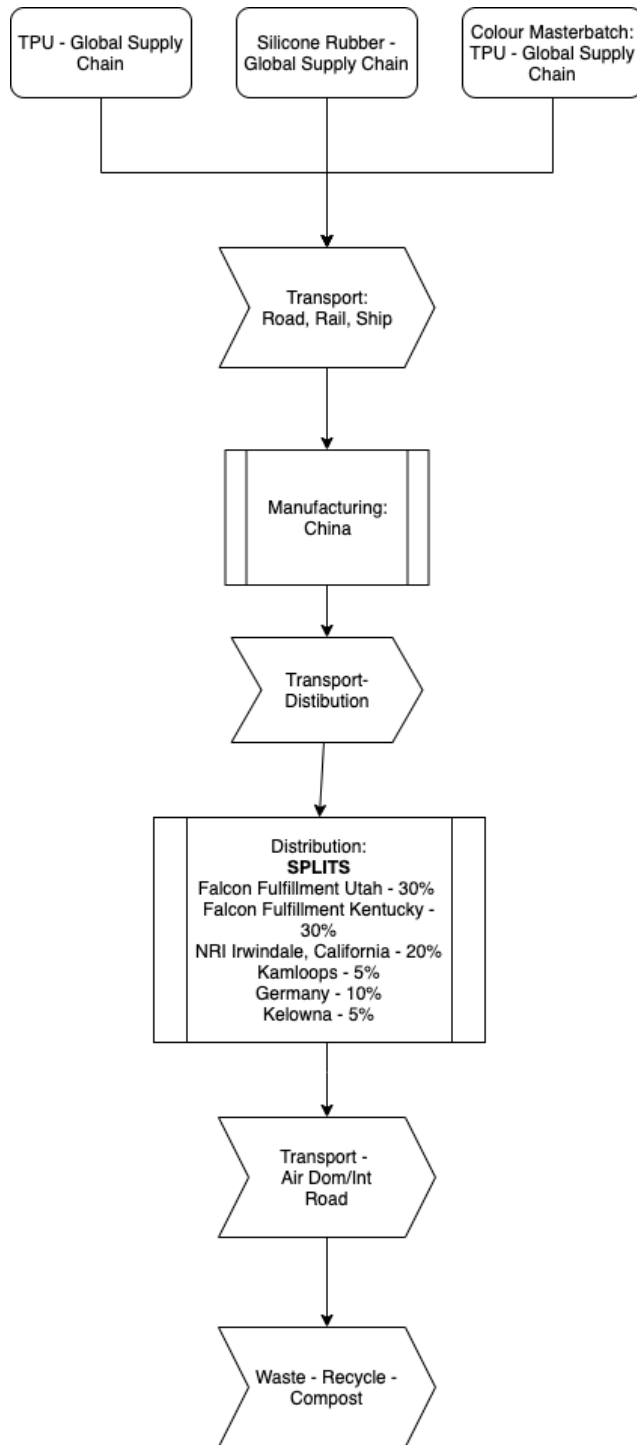 TPU - Global Supply
Chain
Silicone Rubber -
Global Supply Chain
Colour Masterbatch:
TPU - Global Supply
Chain
Transport:
Road, Rail, Ship
Manufacturing:
China
Transport-
Distibution
Distribution:
SPLITS
Falcon Fulfillment Utah - 30%
Falcon Fulfillment Kentucky -
30%
NRI Irwindale, California - 20%
Kamloops - 5%
Germany - 10%
Kelowna - 5%
Transport -
Air Dom/Int
Road
Waste - Recycle -
Compost